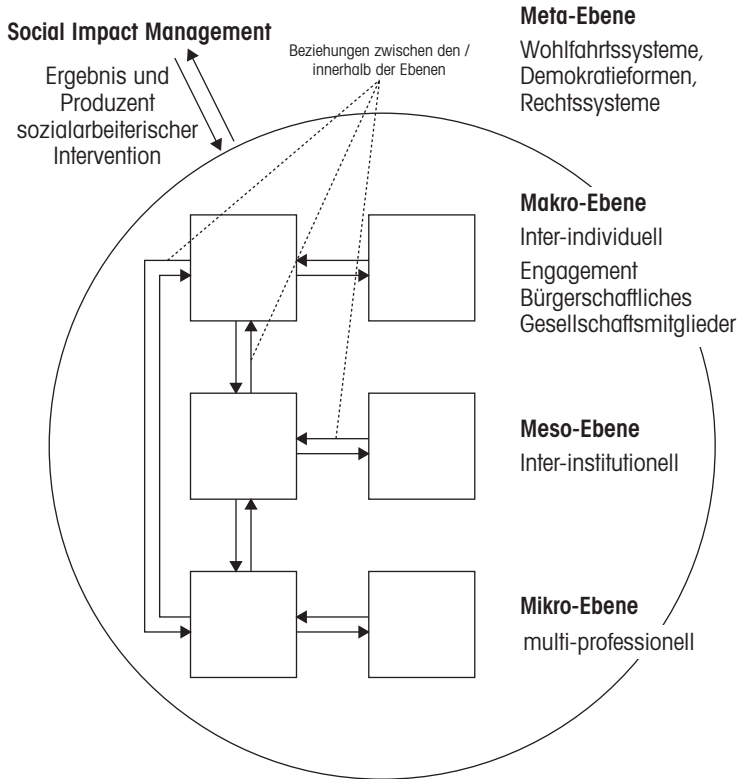 Social Impact Management
Ergebnis und
Produzent
sozialarbeiterischer
Intervention
Beziehungen zwischen den /
innerhalb der Ebenen
Meta-Ebene
Wohlfahrtssysteme,
Demokratieformen,
Rechtssysteme
Makro-Ebene
Inter-individuell
Engagement
Bürgerschaftliches
Gesellschaftsmitglieder
Meso-Ebene
Inter-institutionell
Mikro-Ebene
multi-professionell